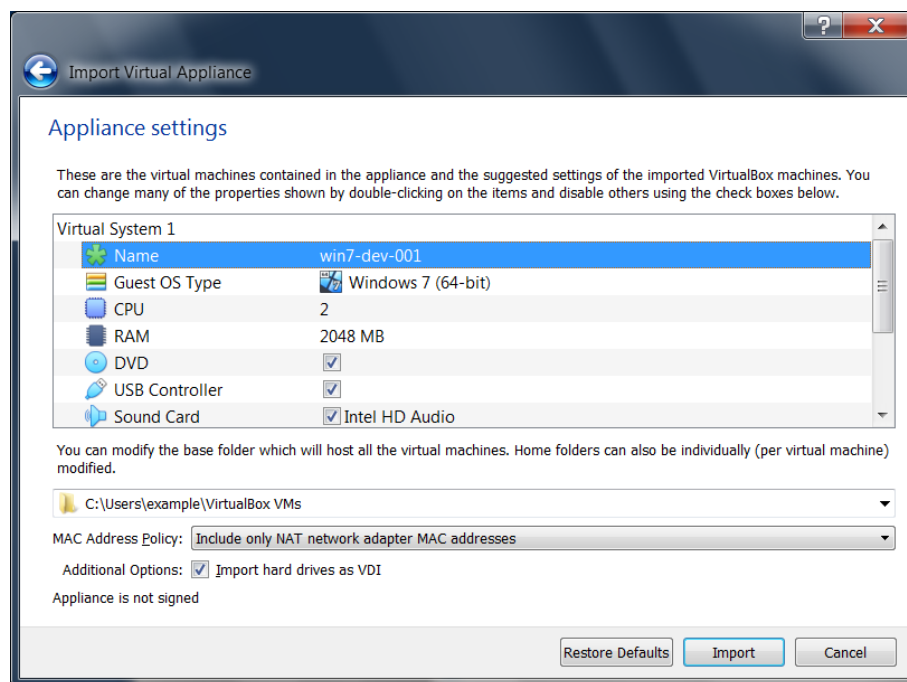 ?
X
Import Virtual Appliance
Appliance settings
These are the virtual machines contained in the appliance and the suggested settings of the imported VirtualBox machines. You
can change many of the properties shown by double-clicking on the items and disable others using the check boxes below.
Virtual System 1
Name win7-dev-001
Guest OS Type Windows 7 (64-bit)
CPU 2
RAM 2048 MB
DVD
USB Controller
Sound Card Intel HD Audio
You can modify the base folder which will host all the virtual machines. Home folders can also be individually (per virtual machine)
modified.
C:\Users\example\VirtualBox VMs
MAC Address Policy: Include only NAT network adapter MAC addresses
Additional Options: Import hard drives as VDI
Appliance is not signed
Restore Defaults Import Cancel